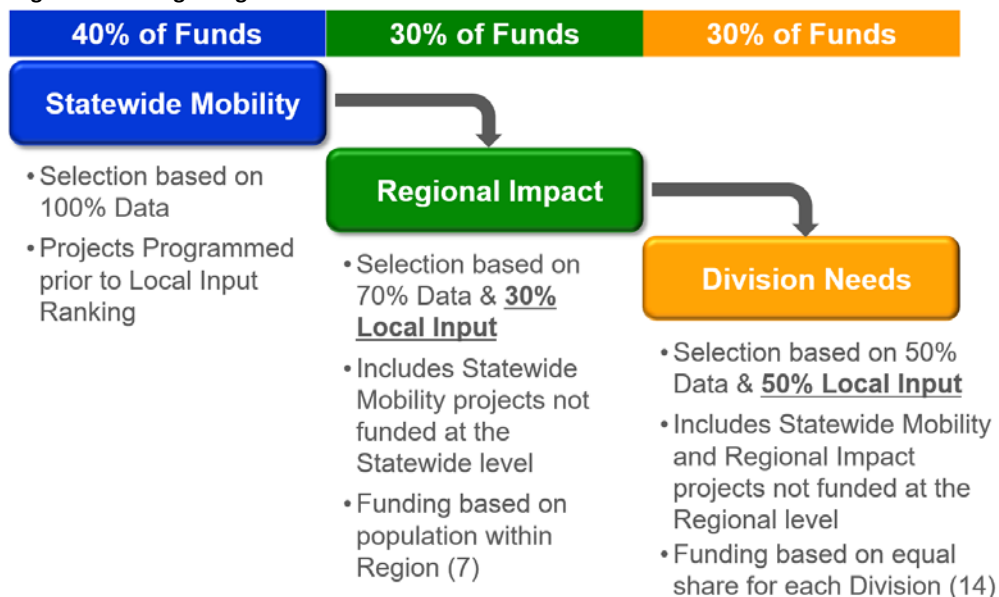 40% of Funds
30% of Funds
30% of Funds
Statewide Mobility
• Selection based on
100% Data
• Projects Programmed
prior to Local Input
Ranking
Regional Impact
• Selection based on
70% Data & 30%
Local Input
• Includes Statewide
Mobility projects not
funded at the
Statewide level
• Funding based on
population within
Region (7)
Division Needs
• Selection based on 50%
Data & 50% Local Input
• Includes Statewide Mobility
and Regional Impact
projects not funded at the
Regional level
• Funding based on equal
share for each Division (14)